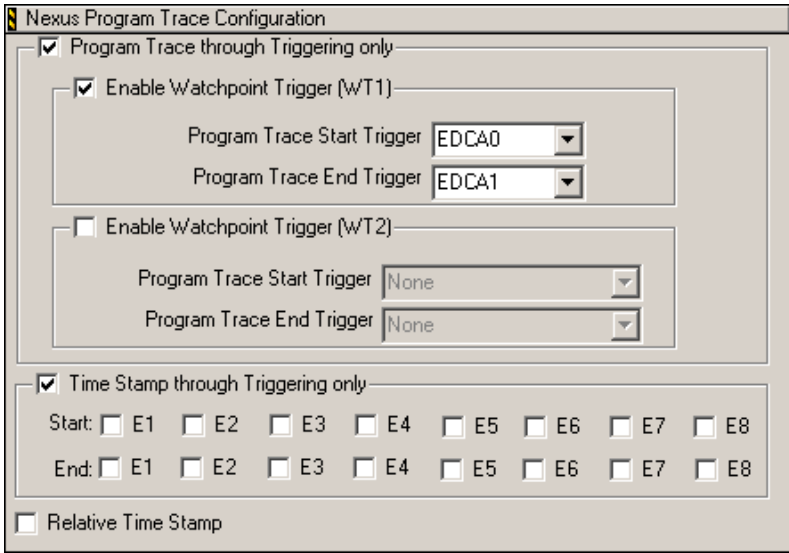 Nexus Program Trace Configuration
Program Trace through Triggering only
Enable Watchpoint Trigger (WT1)
Program Trace Start Trigger EDCA0
Program Trace End Trigger EDCA1
Enable Watchpoint Trigger (WT2)
Program Trace Start Trigger None
Program Trace End Trigger None
Time Stamp through Triggering only
Start: E1 E2 E3 E4 E5 E6 E7 E8
End: E1 E2 E3 E4 E5 E6 E7 E8
Relative Time Stamp